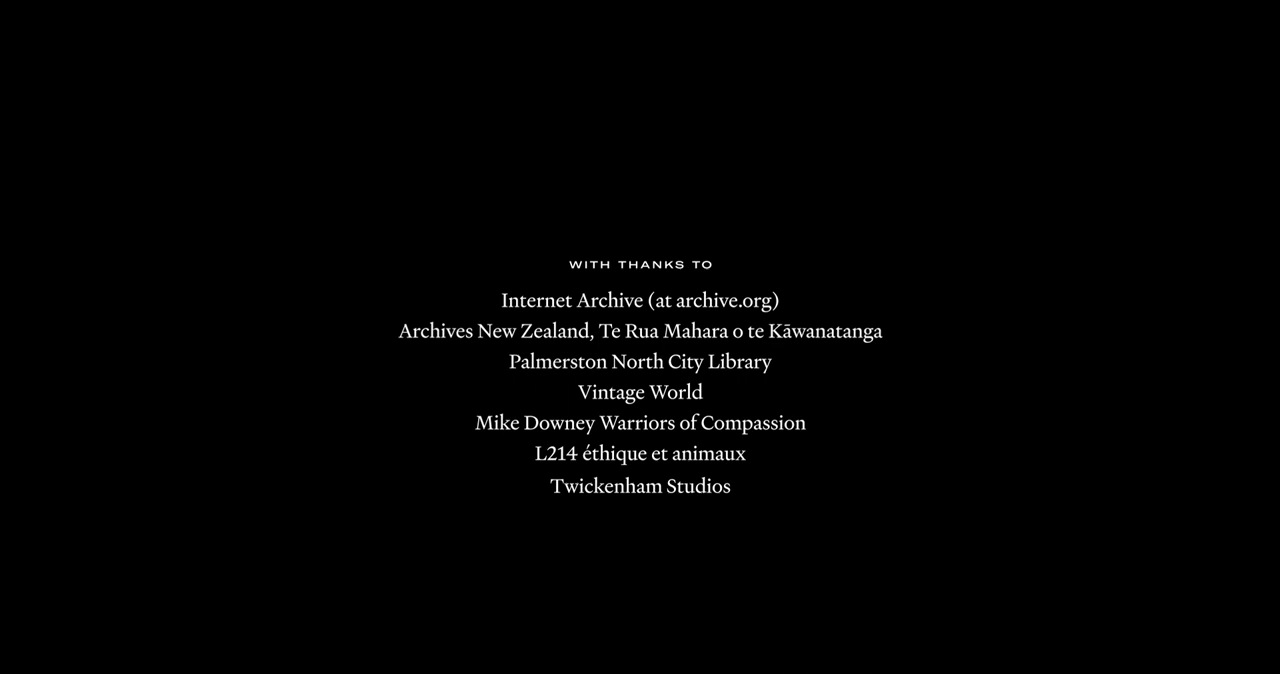 WITH THANKS TO
Internet Archive (at archive.org)
Archives New Zealand, Te Rua Mahara o te Kāwanatanga
Palmerston North City Library
Vintage World
Mike Downey Warriors of Compassion
L214 éthique et animaux
Twickenham Studios